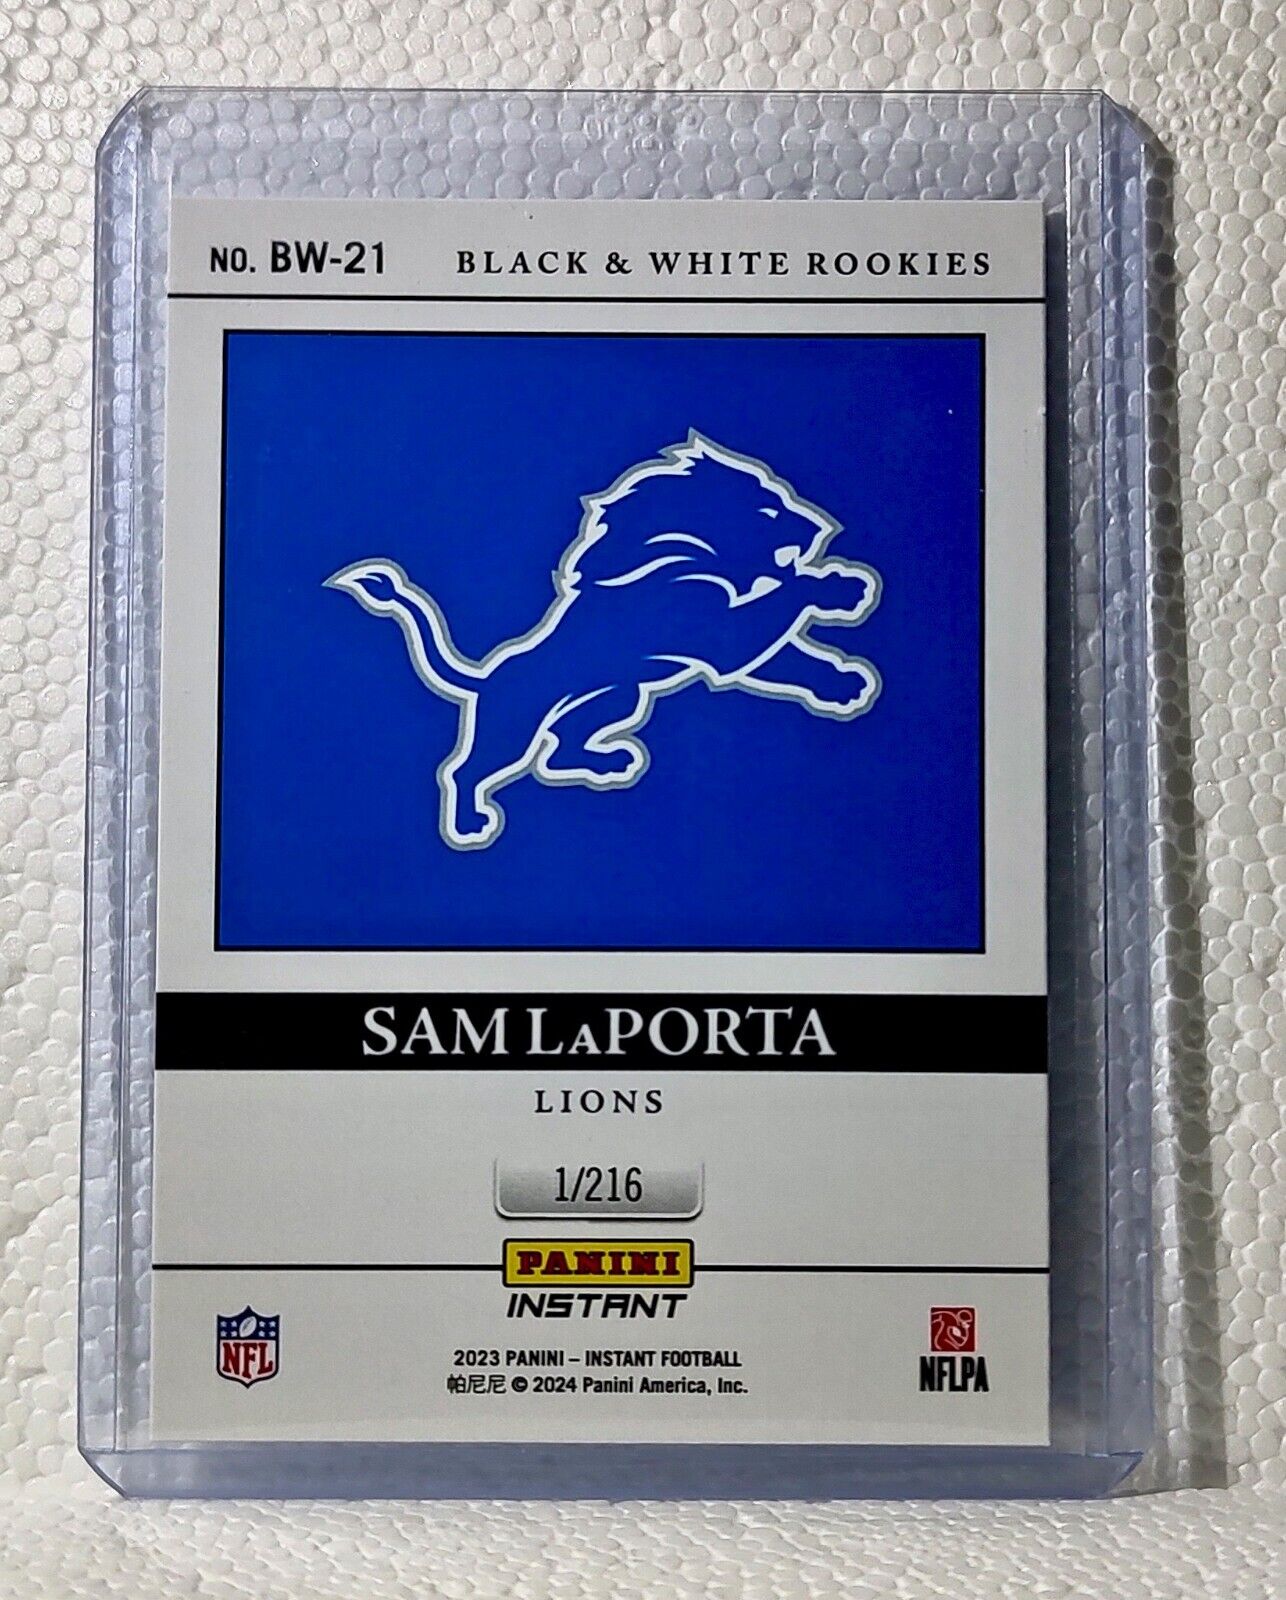 NO. BW-21 BLACK & WHITE ROOKIES
SAM LaPORTA
LIONS
1/216
PANINI
INSTANT
NFL
NFLPA
2023 PANINI – INSTANT FOOTBALL
帕尼尼 © 2024 Panini America, Inc.